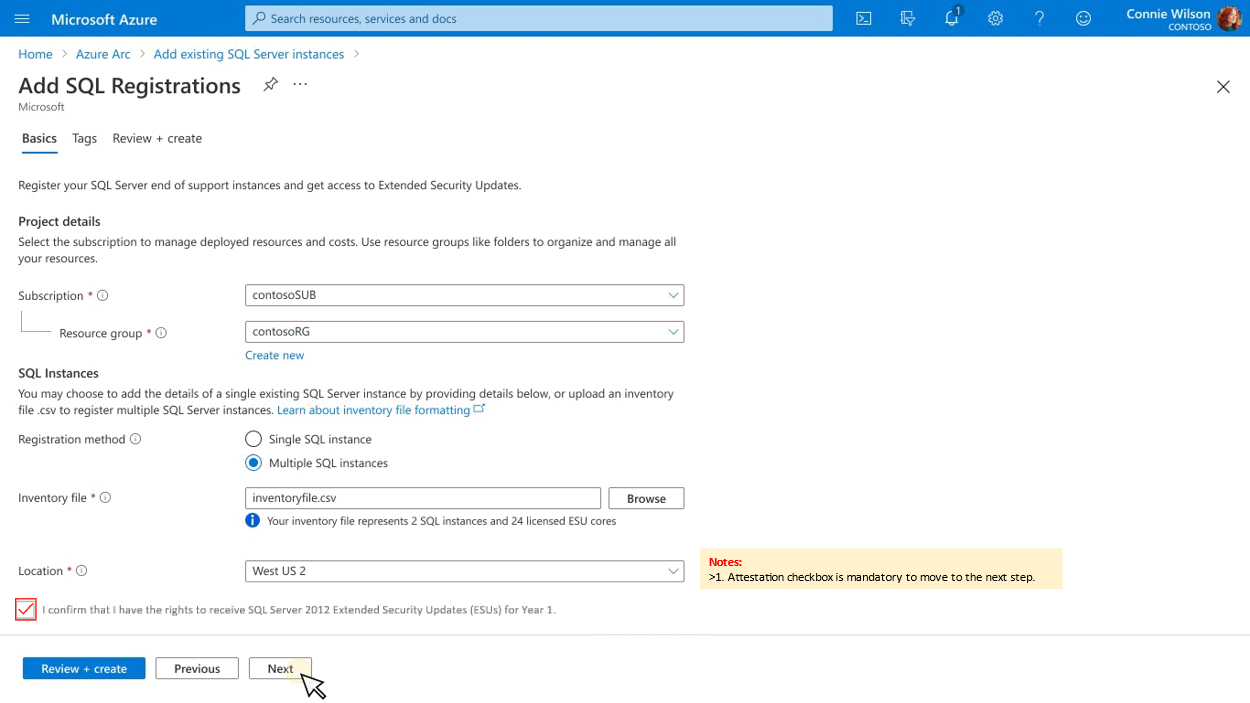 Microsoft Azure
Search resources, services and docs
1
Connie Wilson
CONTOSO
Home > Azure Arc > Add existing SQL Server instances >
Add SQL Registrations
Microsoft
Basics Tags Review + create
Register your SQL Server end of support instances and get access to Extended Security Updates.
Project details
Select the subscription to manage deployed resources and costs. Use resource groups like folders to organize and manage all
your resources.
Subscription *
contosoSUB
Resource group *
contosoRG
Create new
SQL Instances
You may choose to add the details of a single existing SQL Server instance by providing details below, or upload an inventory
file .csv to register multiple SQL Server instances. Learn about inventory file formatting
Registration method
Single SQL instance
Multiple SQL instances
Inventory file *
inventoryfile.csv
Browse
Your inventory file represents 2 SQL instances and 24 licensed ESU cores
Location *
West US 2
Notes:
>1. Attestation checkbox is mandatory to move to the next step.
I confirm that I have the rights to receive SQL Server 2012 Extended Security Updates (ESUs) for Year 1.
Review + create
Previous
Next